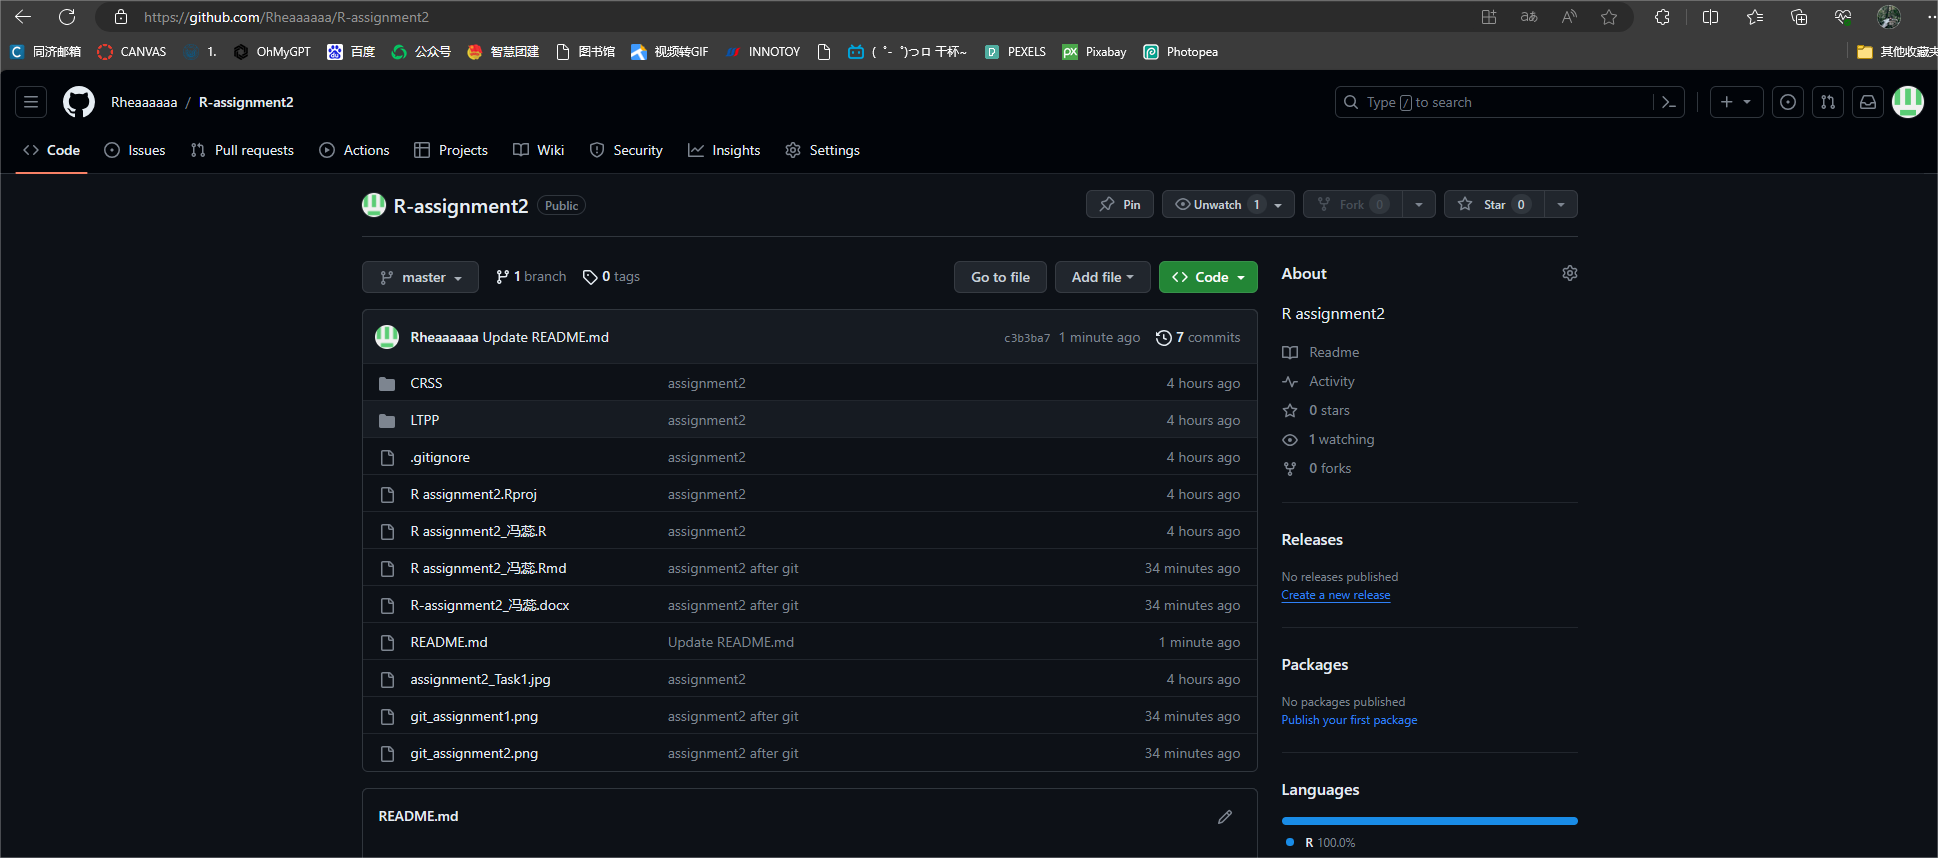 https://github.com/Rheaaaaaa/R-assignment2
同济邮箱 CANVAS 1. OhMyGPT 百度 公众号 智慧团建 图书馆 视频转GIF INNOTOY ( ゜- ゜)つロ 干杯~ PEXELS Pixabay Photopea 其他收藏夹
Rheaaaaaa / R-assignment2 Type / to search
Code Issues Pull requests Actions Projects Wiki Security Insights Settings
R-assignment2 Public Pin Unwatch 1 Fork 0 Star 0
master 1 branch 0 tags Go to file Add file Code
About
R assignment2
Rheaaaaaa Update README.md c3b3ba7 1 minute ago 7 commits
CRSS assignment2 4 hours ago
LTPP assignment2 4 hours ago
.gitignore assignment2 4 hours ago
R assignment2.Rproj assignment2 4 hours ago
R assignment2_冯蕊.R assignment2 4 hours ago
R assignment2_冯蕊.Rmd assignment2 after git 34 minutes ago
R-assignment2_冯蕊.docx assignment2 after git 34 minutes ago
README.md Update README.md 1 minute ago
assignment2_Task1.jpg assignment2 4 hours ago
git_assignment1.png assignment2 after git 34 minutes ago
git_assignment2.png assignment2 after git 34 minutes ago
README.md
Readme
Activity
0 stars
1 watching
0 forks
Releases
No releases published
Create a new release
Packages
No packages published
Publish your first package
Languages
R 100.0%